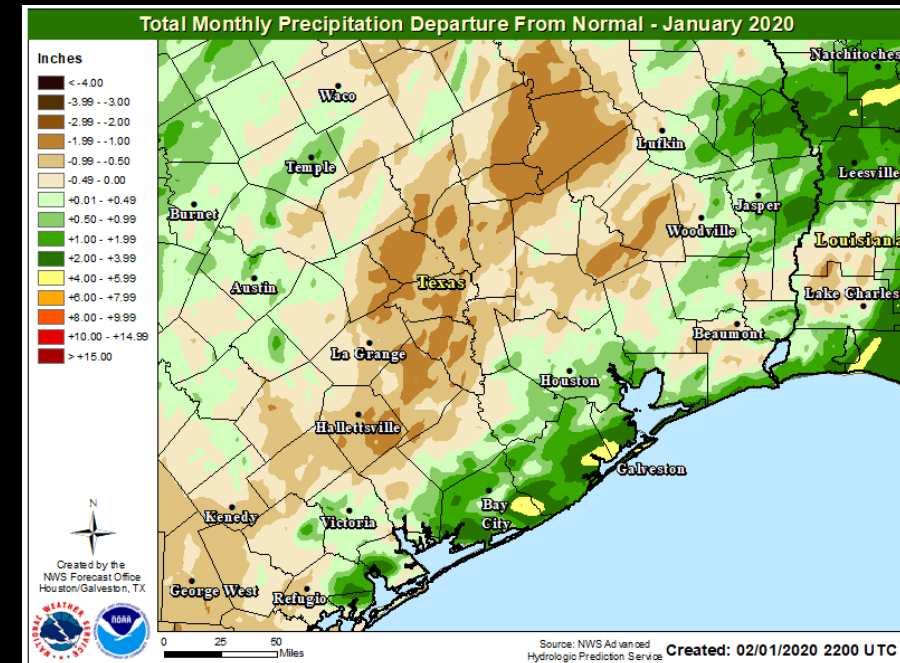 Total Monthly Precipitation Departure From Normal - January 2020
Inches
< -4.00
-3.99 - -3.00
-2.99 - -2.00
-1.99 - -1.00
-0.99 - -0.50
-0.49 - 0.00
+0.01 - +0.49
+0.50 - +0.99
+1.00 - +1.99
+2.00 - +3.99
+4.00 - +5.99
+6.00 - +7.99
+8.00 - +9.99
+10.00 - +14.99
> +15.00
Natchitoches
Waco
Lufkin
Temple
Leesville
Burnet
Jasper
Woodville
Louisiana
Austin
Texas
Lake Charles
Beaumont
La Grange
Houston
Hallettsville
Galveston
Bay
City
Kenedy
Victoria
George West
Refugio
N
Created by the
NWS Forecast Office
Houston/Galveston, TX
NATIONAL WEATHER SERVICE
NOAA
0 25 50
Miles
Source: NWS Advanced
Hydrologic Prediction Service
Created: 02/01/2020 2200 UTC